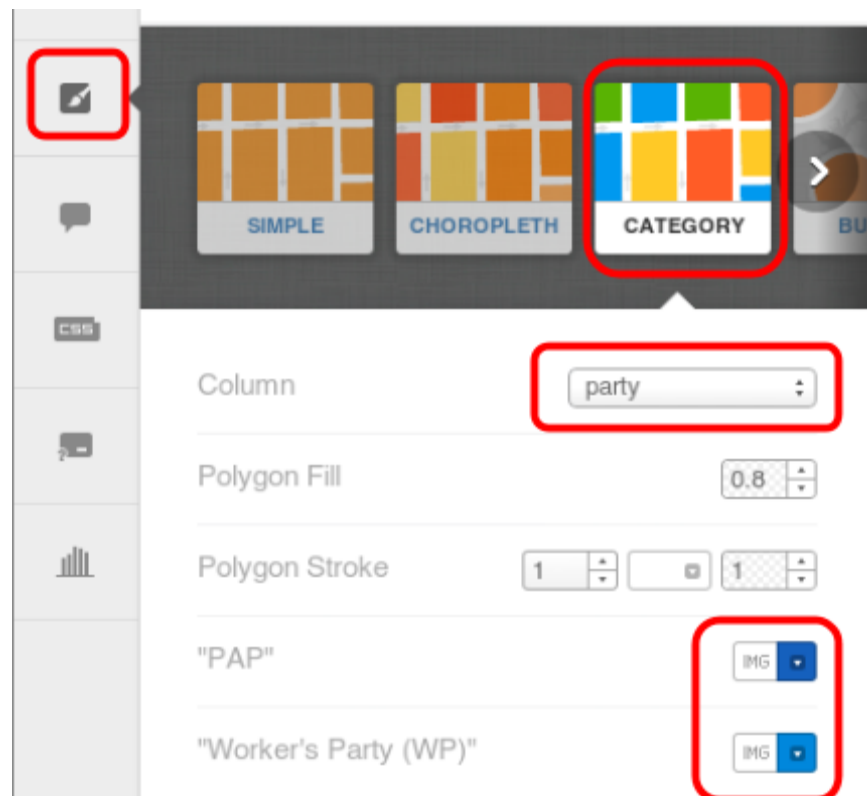 SIMPLE
CHOROPLETH
CATEGORY
BU
CSS
Column
party
Polygon Fill
0.8
Polygon Stroke
1
1
"PAP"
IMG
"Worker's Party (WP)"
IMG